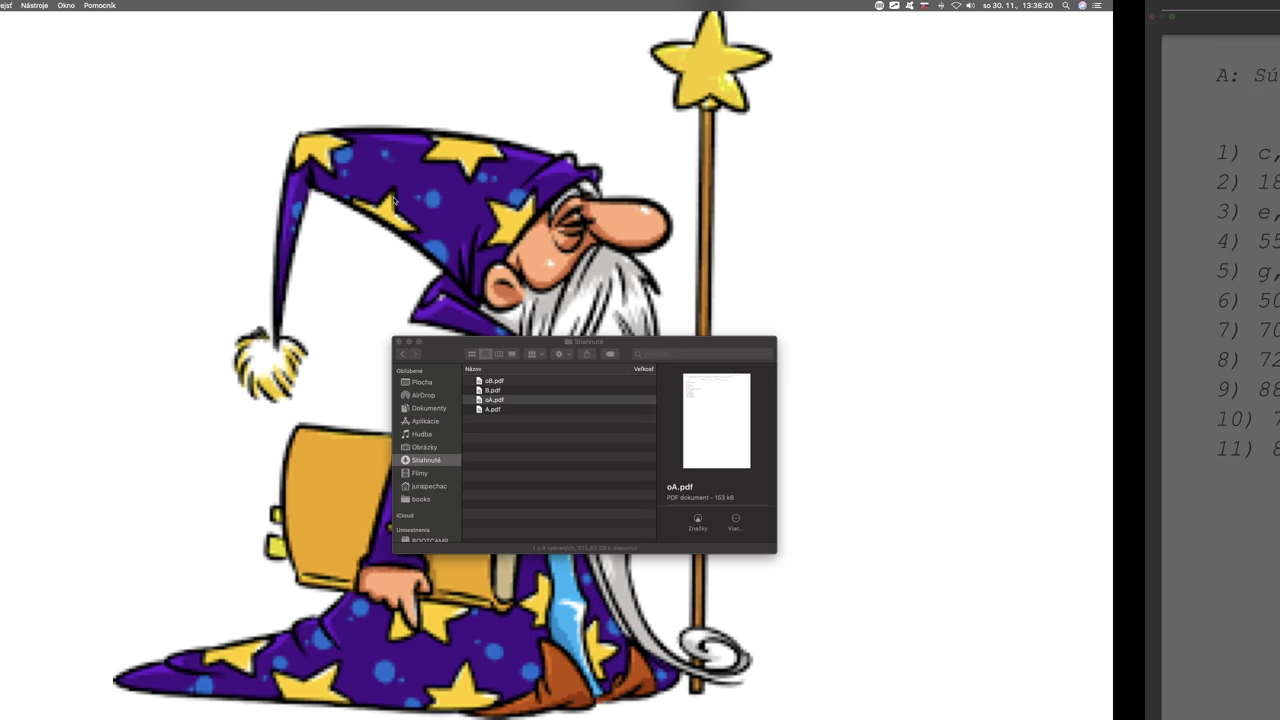 ejsť Nástroje Okno Pomocník
so 30. 11., 13:36:20
Stiahnuté
Obľúbené
Plocha
AirDrop
Dokumenty
Aplikácie
Hudba
Obrázky
Stiahnuté
Filmy
jurajpechac
books
iCloud
Umiestnenia
BOOTCAMP
Názov
Veľkosť
oB.pdf
B.pdf
oA.pdf
A.pdf
oA.pdf
PDF dokument - 153 kB
Značky
Viac...
A: Sú
1) c,
2) 18
3) e,
4) 55
5) g,
6) 50
7) 70
8) 72
9) 88
10)
11) 8